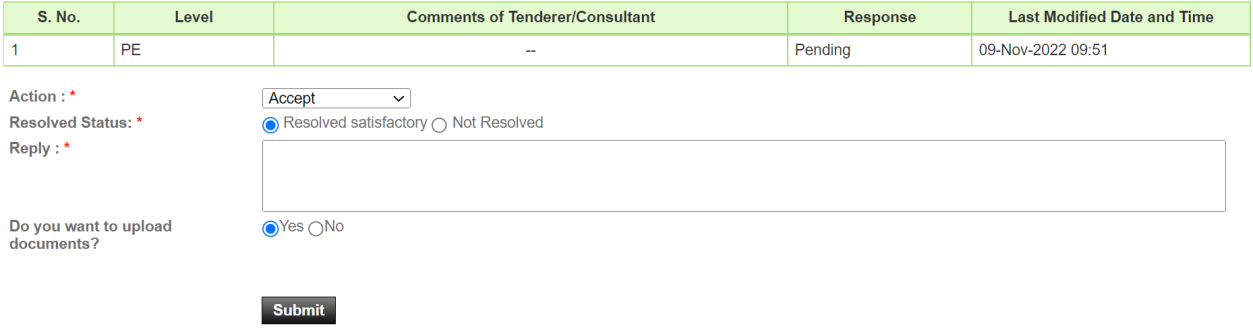 S. No. Level Comments of Tenderer/Consultant Response Last Modified Date and Time
1 PE -- Pending 09-Nov-2022 09:51
Action : * Accept
Resolved Status: * Resolved satisfactory Not Resolved
Reply : *
Do you want to upload Yes No
documents?
Submit